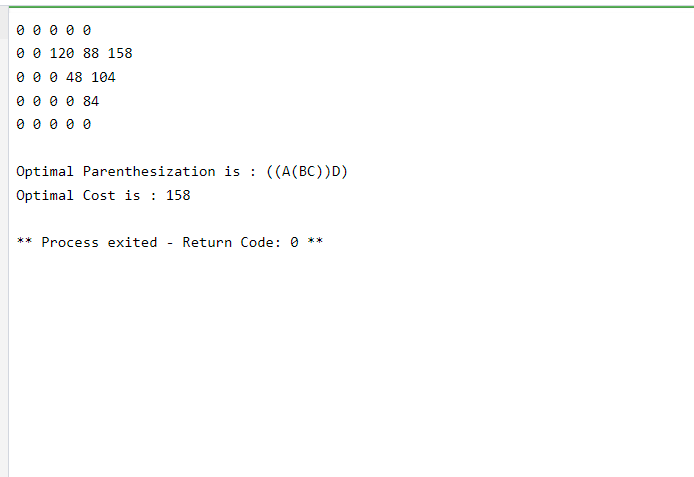 0 0 0 0 0
0 0 120 88 158
0 0 0 48 104
0 0 0 0 84
0 0 0 0 0
Optimal Parenthesization is : ((A(BC))D)
Optimal Cost is : 158
** Process exited - Return Code: 0 **